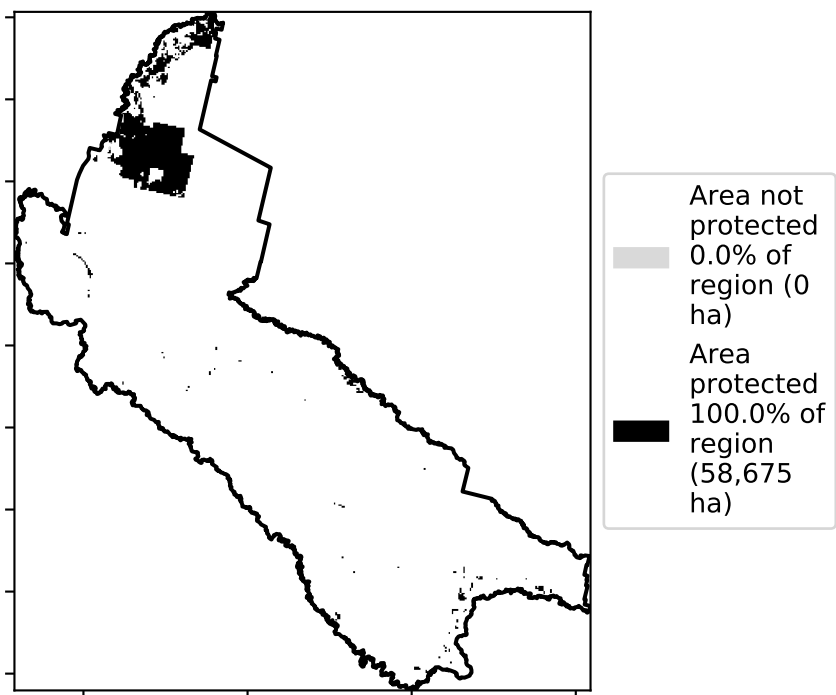 Area not
protected
0.0% of
region (0
ha)
Area
protected
100.0% of
region
(58,675
ha)